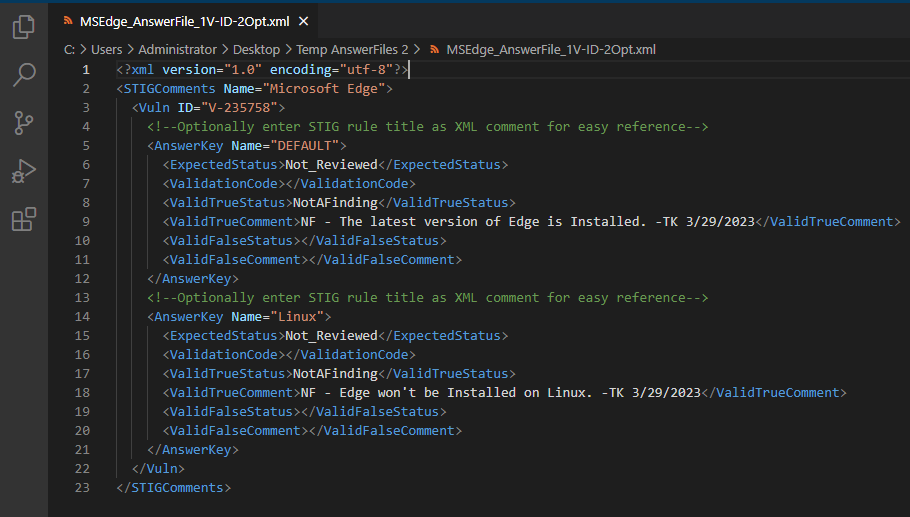 MSEdge_AnswerFile_1V-ID-2Opt.xml
C: > Users > Administrator > Desktop > Temp AnswerFiles 2 > MSEdge_AnswerFile_1V-ID-2Opt.xml
1 <?xml version="1.0" encoding="utf-8"?>
2 <STIGComments Name="Microsoft Edge">
3 <Vuln ID="V-235758">
4 <!--Optionally enter STIG rule title as XML comment for easy reference-->
5 <AnswerKey Name="DEFAULT">
6 <ExpectedStatus>Not_Reviewed</ExpectedStatus>
7 <ValidationCode></ValidationCode>
8 <ValidTrueStatus>NotAFinding</ValidTrueStatus>
9 <ValidTrueComment>NF - The latest version of Edge is Installed. -TK 3/29/2023</ValidTrueComment>
10 <ValidFalseStatus></ValidFalseStatus>
11 <ValidFalseComment></ValidFalseComment>
12 </AnswerKey>
13 <!--Optionally enter STIG rule title as XML comment for easy reference-->
14 <AnswerKey Name="Linux">
15 <ExpectedStatus>Not_Reviewed</ExpectedStatus>
16 <ValidationCode></ValidationCode>
17 <ValidTrueStatus>NotAFinding</ValidTrueStatus>
18 <ValidTrueComment>NF - Edge won't be Installed on Linux. -TK 3/29/2023</ValidTrueComment>
19 <ValidFalseStatus></ValidFalseStatus>
20 <ValidFalseComment></ValidFalseComment>
21 </AnswerKey>
22 </Vuln>
23 </STIGComments>